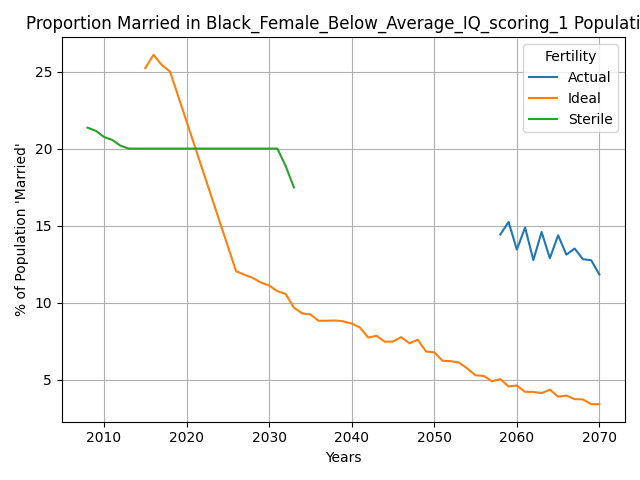 Proportion Married in Black_Female_Below_Average_IQ_scoring_1 Populati
Fertility
Actual
Ideal
Sterile
% of Population 'Married'
25
20
15
10
5
2010 2020 2030 2040 2050 2060 2070
Years